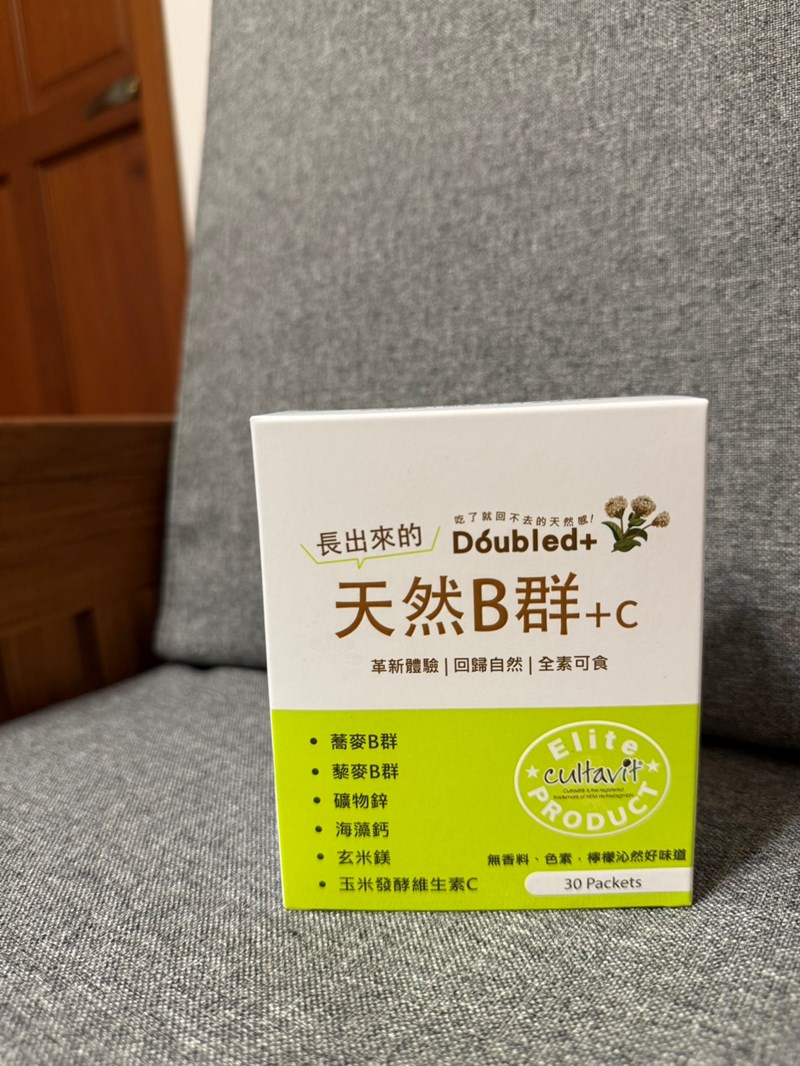 吃了就回不去的天然感!
長出來的
Doubled+
天然B群+C
革新體驗|回歸自然|全素可食
蕎麥B群
藜麥B群
礦物鋅
海藻鈣
玄米鎂
玉米發酵維生素C
Elite
cultavit
PRODUCT
無香料、色素,檸檬沁然好味道
30 Packets